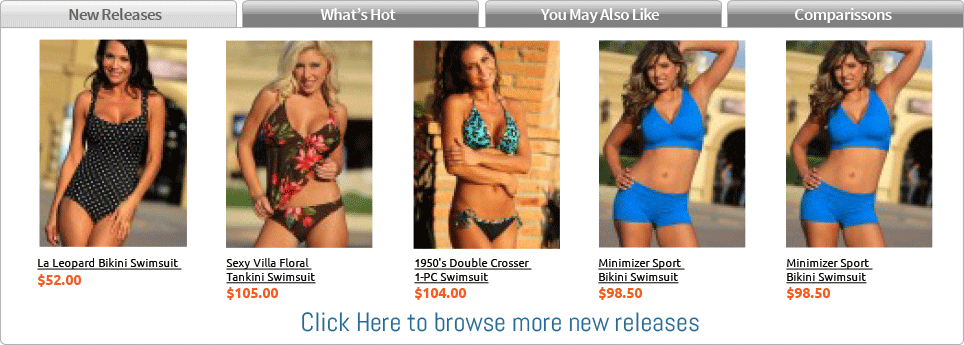 New Releases
What's Hot
You May Also Like
Comparissons
La Leopard Bikini Swimsuit
$52.00
Sexy Villa Floral
Tankini Swimsuit
$105.00
1950's Double Crosser
1-PC Swimsuit
$104.00
Minimizer Sport
Bikini Swimsuit
$98.50
Minimizer Sport
Bikini Swimsuit
$98.50
Click Here to browse more new releases